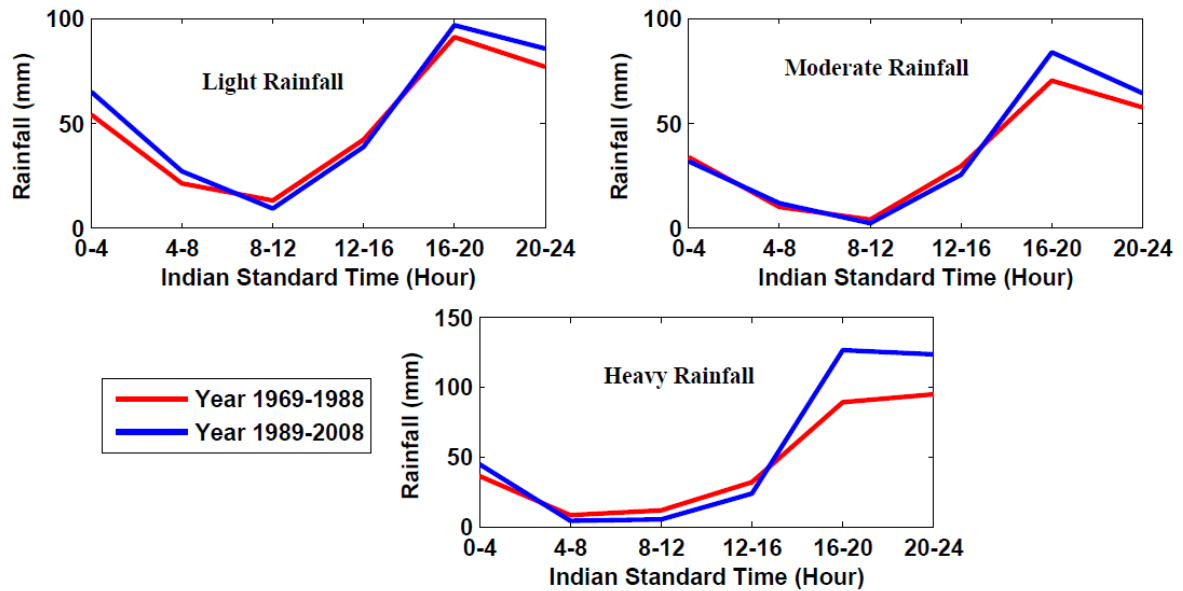 Rainfall (mm)
100
50
0
Light Rainfall
0-4 4-8 8-12 12-16 16-20 20-24
Indian Standard Time (Hour)
Rainfall (mm)
100
50
0
Moderate Rainfall
0-4 4-8 8-12 12-16 16-20 20-24
Indian Standard Time (Hour)
Year 1969-1988
Year 1989-2008
Rainfall (mm)
150
100
50
0
Heavy Rainfall
0-4 4-8 8-12 12-16 16-20 20-24
Indian Standard Time (Hour)